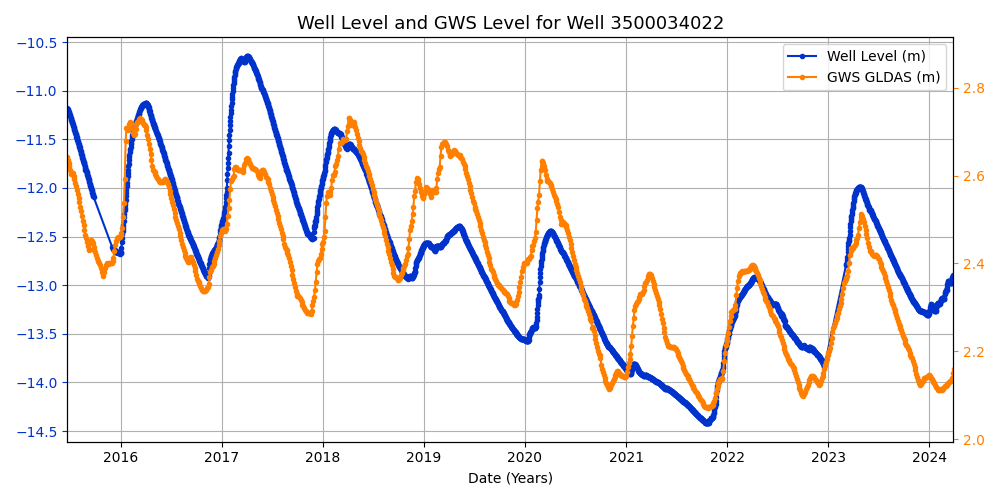 Well Level and GWS Level for Well 3500034022
Well Level (m)
GWS GLDAS (m)
−10.5
−11.0
−11.5
−12.0
−12.5
−13.0
−13.5
−14.0
−14.5
2.8
2.6
2.4
2.2
2.0
2016 2017 2018 2019 2020 2021 2022 2023 2024
Date (Years)